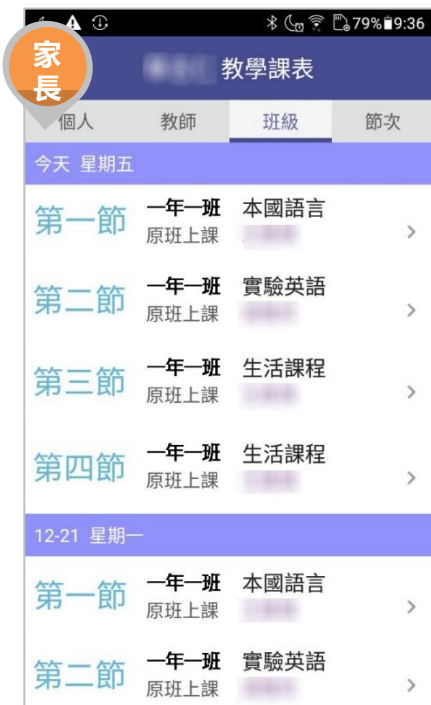 79% 9:36
家長
教學課表
個人 教師 班級 節次
今天 星期五
第一節 一年一班 本國語言
原班上課
第二節 一年一班 實驗英語
原班上課
第三節 一年一班 生活課程
原班上課
第四節 一年一班 生活課程
原班上課
12-21 星期一
第一節 一年一班 本國語言
原班上課
第二節 一年一班 實驗英語
原班上課